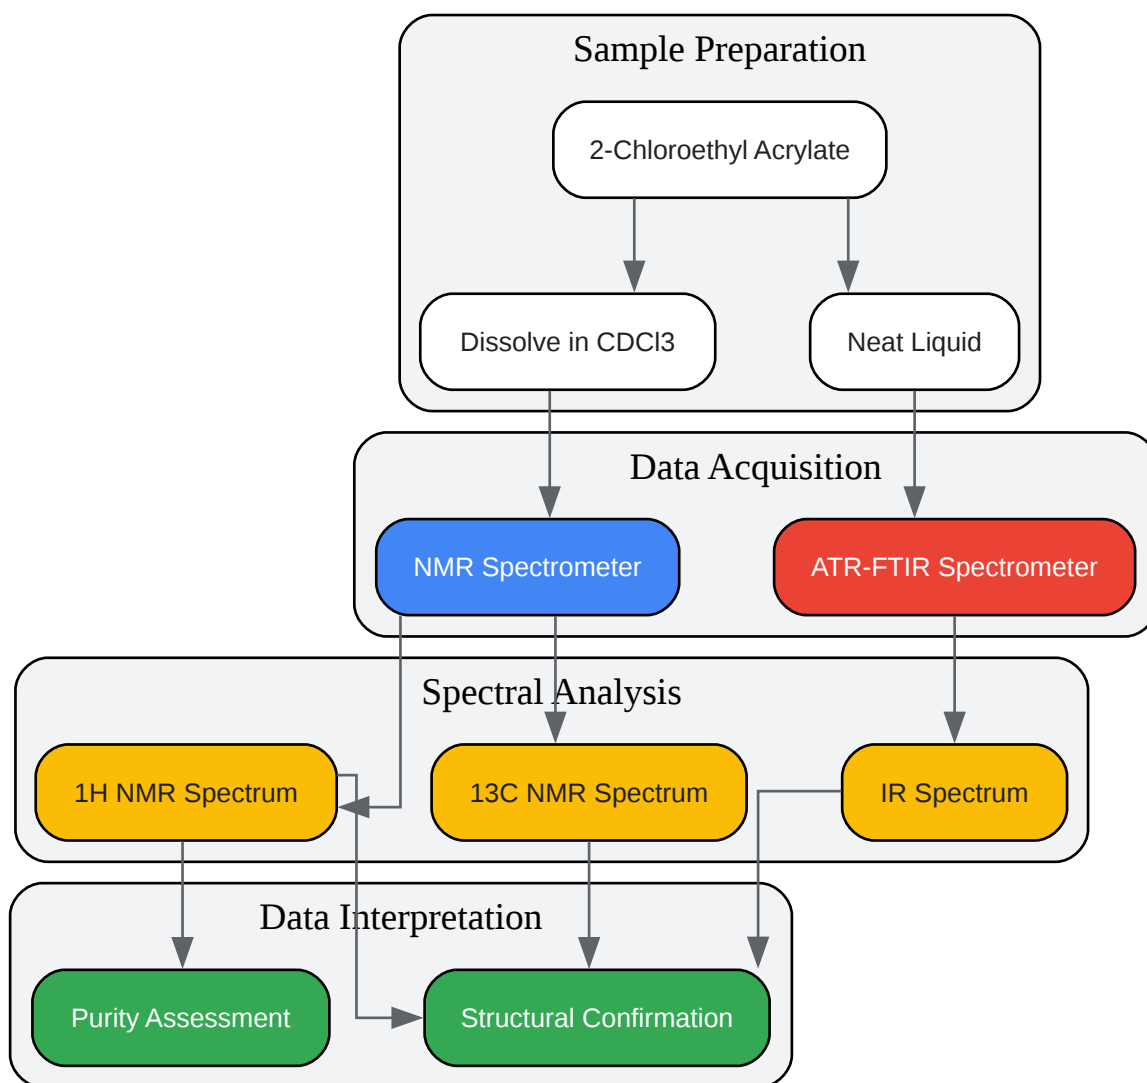 Sample Preparation
2-Chloroethyl Acrylate
Dissolve in CDCl3
Neat Liquid
Data Acquisition
NMR Spectrometer
ATR-FTIR Spectrometer
Spectral Analysis
1H NMR Spectrum
13C NMR Spectrum
IR Spectrum
Data Interpretation
Purity Assessment
Structural Confirmation